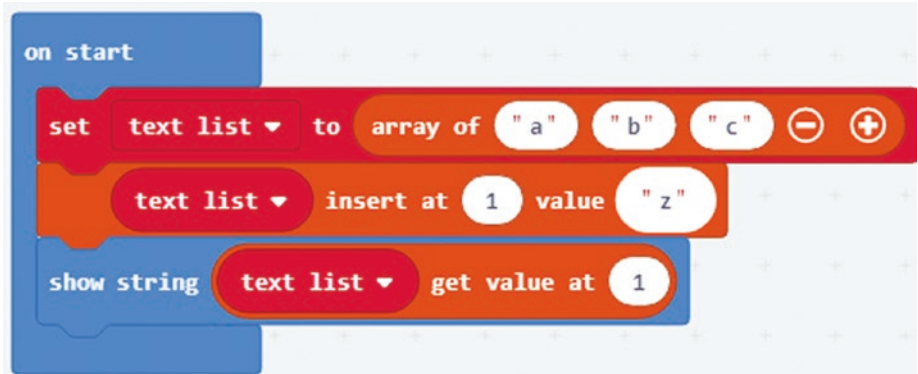 on start
set text list to array of "a" "b" "c"
text list insert at 1 value "z"
show string text list get value at 1